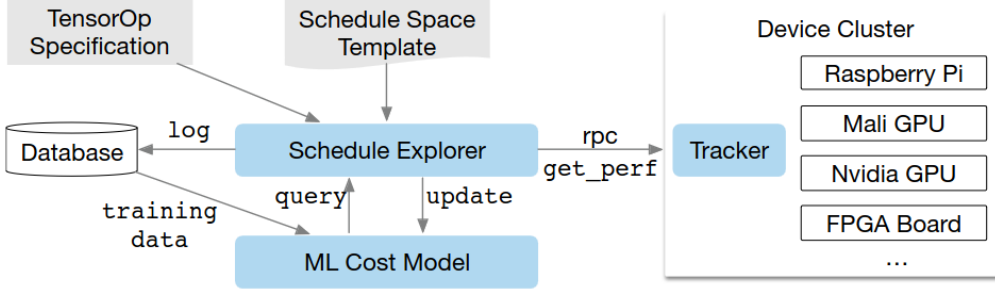 TensorOp
Specification
Schedule Space
Template
Device Cluster
Raspberry Pi
Mali GPU
Nvidia GPU
FPGA Board
...
Database
log
Schedule Explorer
rpc
get_perf
Tracker
training
data
query
update
ML Cost Model